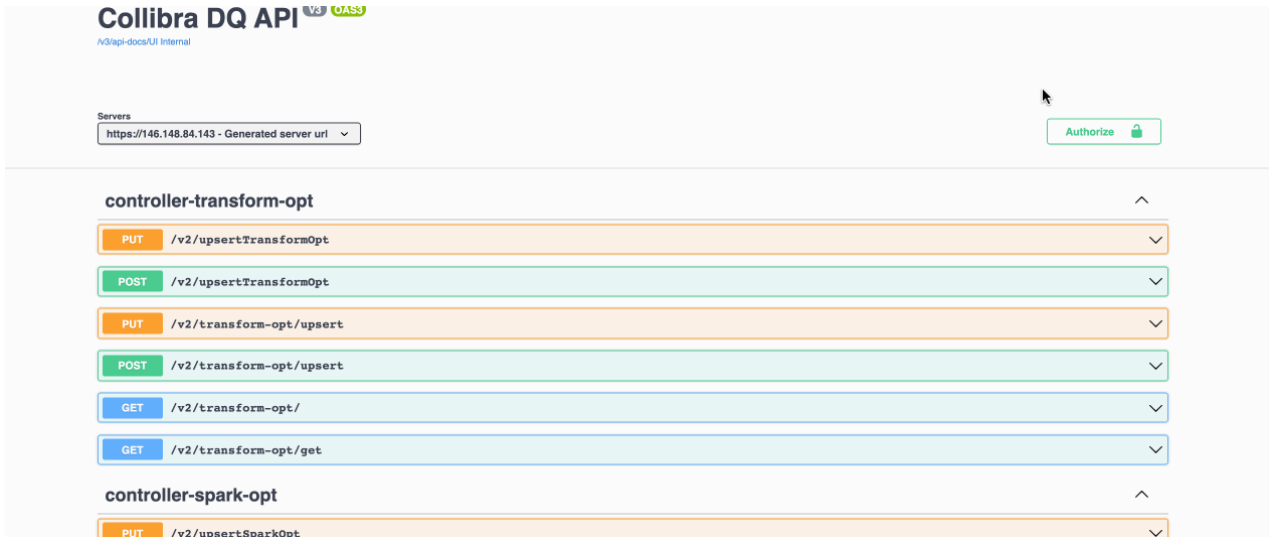 Collibra DQ API V3 OAS3
/v3/api-docs/UI Internal
Servers
https://146.148.84.143 - Generated server url
Authorize
controller-transform-opt
PUT /v2/upsertTransformOpt
POST /v2/upsertTransformOpt
PUT /v2/transform-opt/upsert
POST /v2/transform-opt/upsert
GET /v2/transform-opt/
GET /v2/transform-opt/get
controller-spark-opt
PUT /v2/upsertSparkOpt